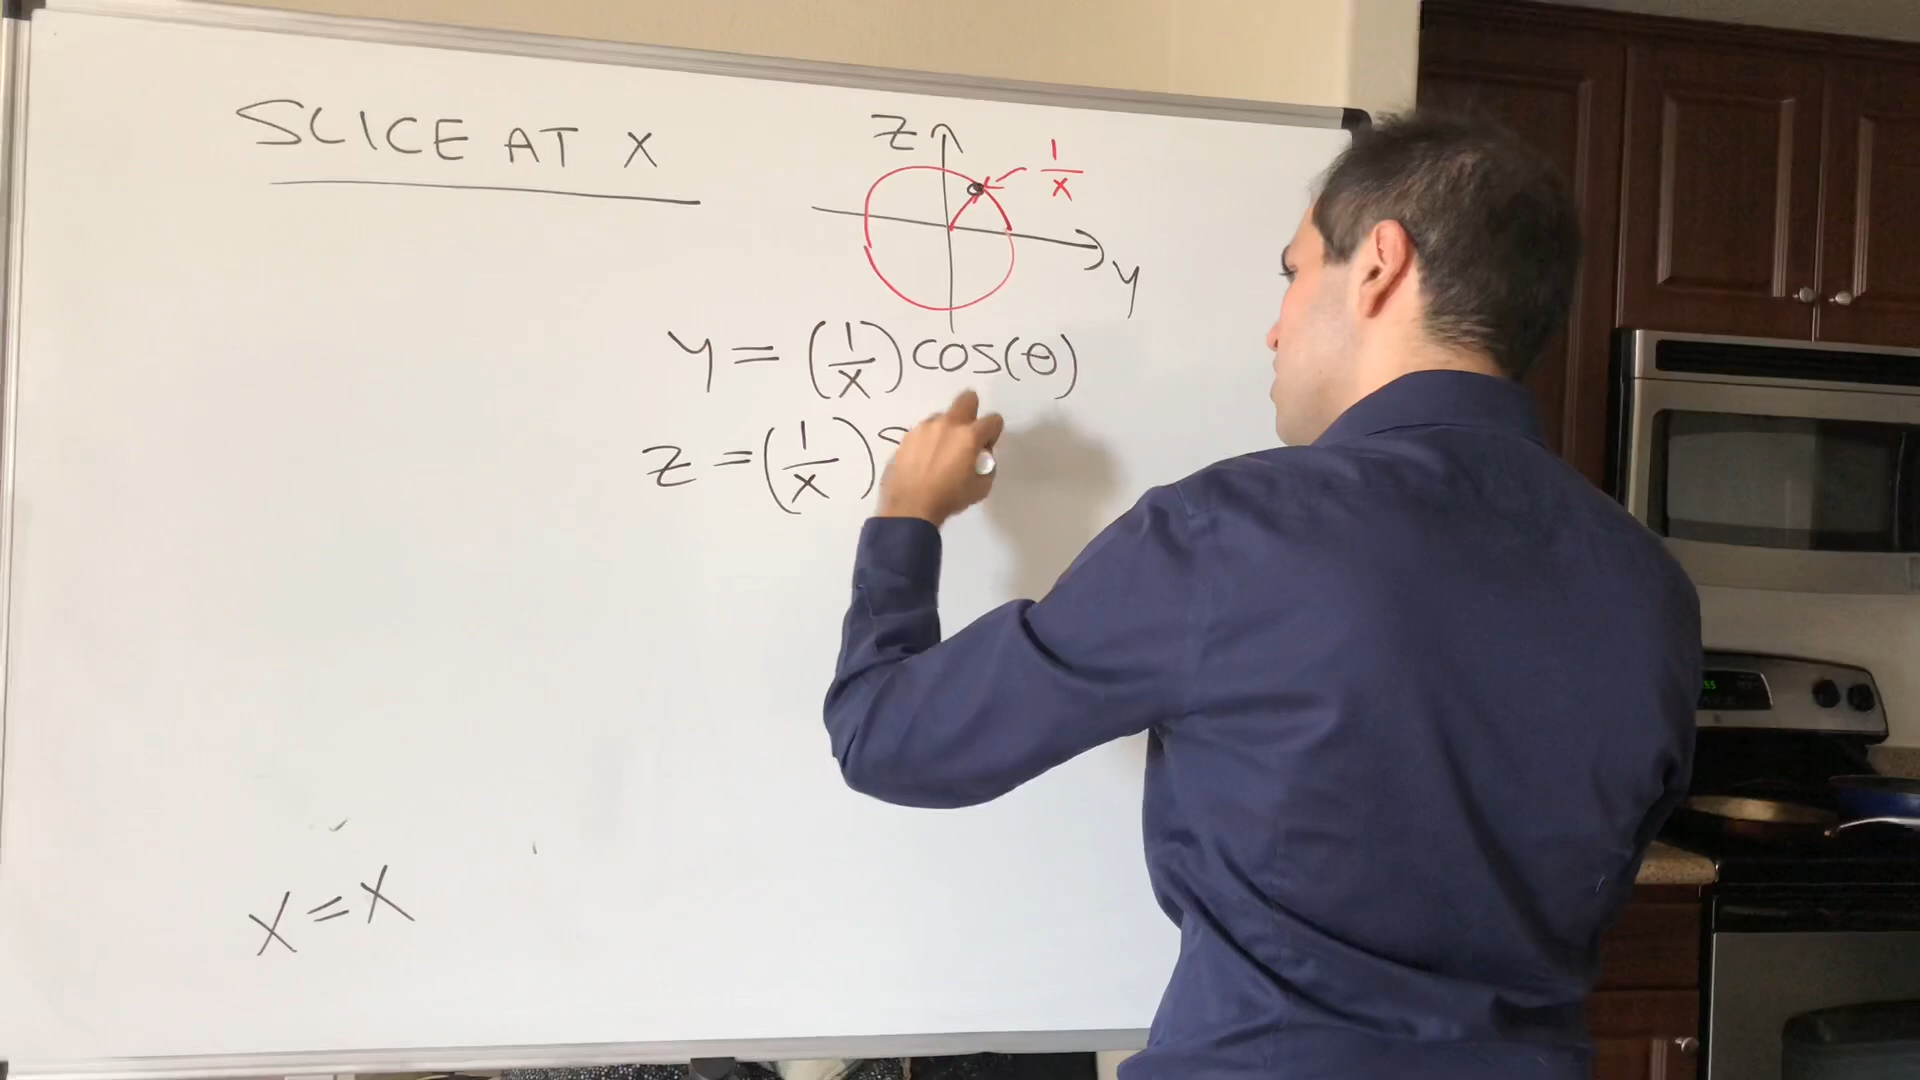 SLICE AT X
Z
1/x
y
y = (1/x) cos(θ)
z = (1/x)
x = x